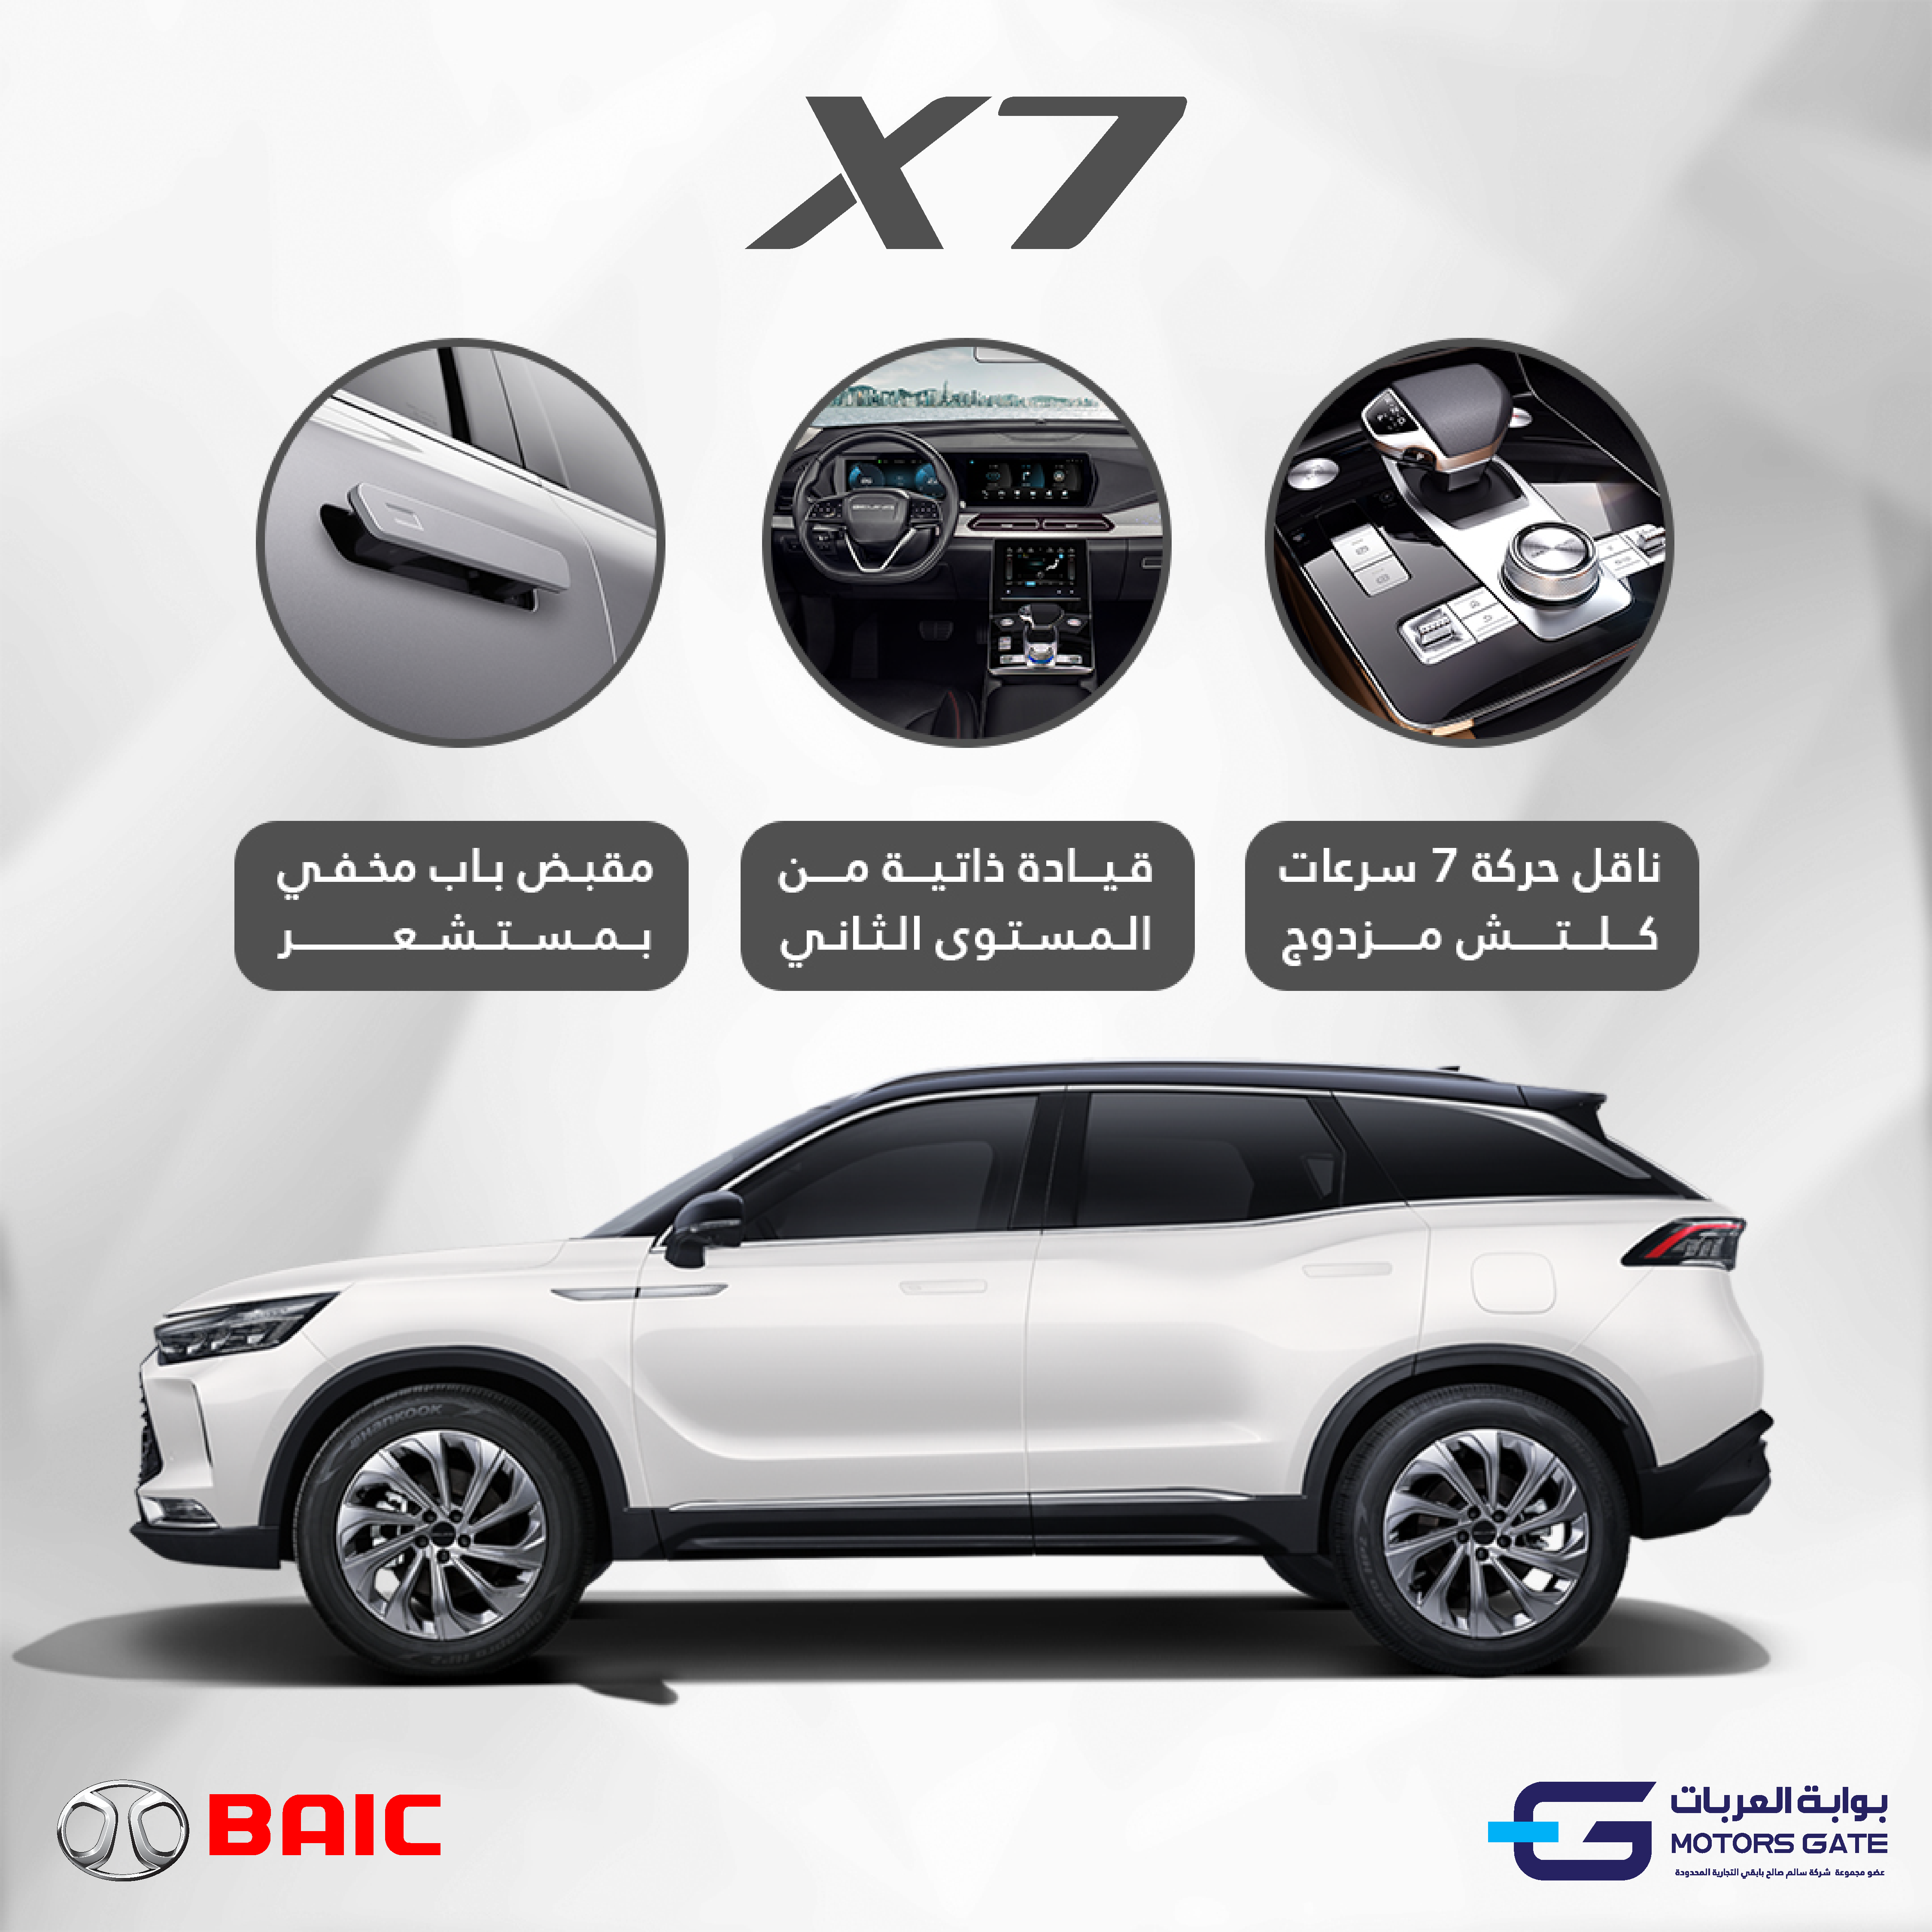 X7
ناقل حركة 7 سرعات
كلتش مزدوج
قيادة ذاتية من
المستوى الثاني
مقبض باب مخفي
بمستشعر
HANKOOK
BAIC
بوابة العربات
MOTORS GATE
عضو مجموعة شركة سالم صالح بابقي التجارية المحدودة